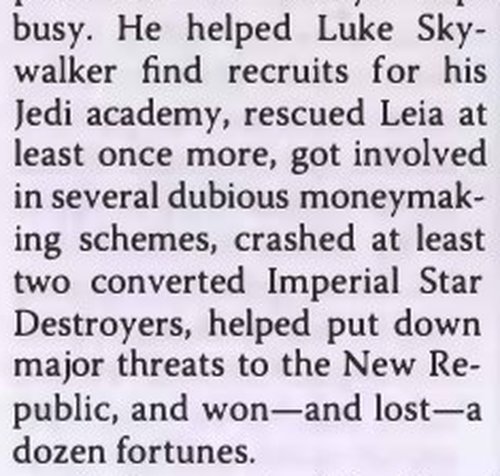 busy. He helped Luke Sky-
walker find recruits for his
Jedi academy, rescued Leia at
least once more, got involved
in several dubious moneymak-
ing schemes, crashed at least
two converted Imperial Star
Destroyers, helped put down
major threats to the New Re-
public, and won—and lost—a
dozen fortunes.